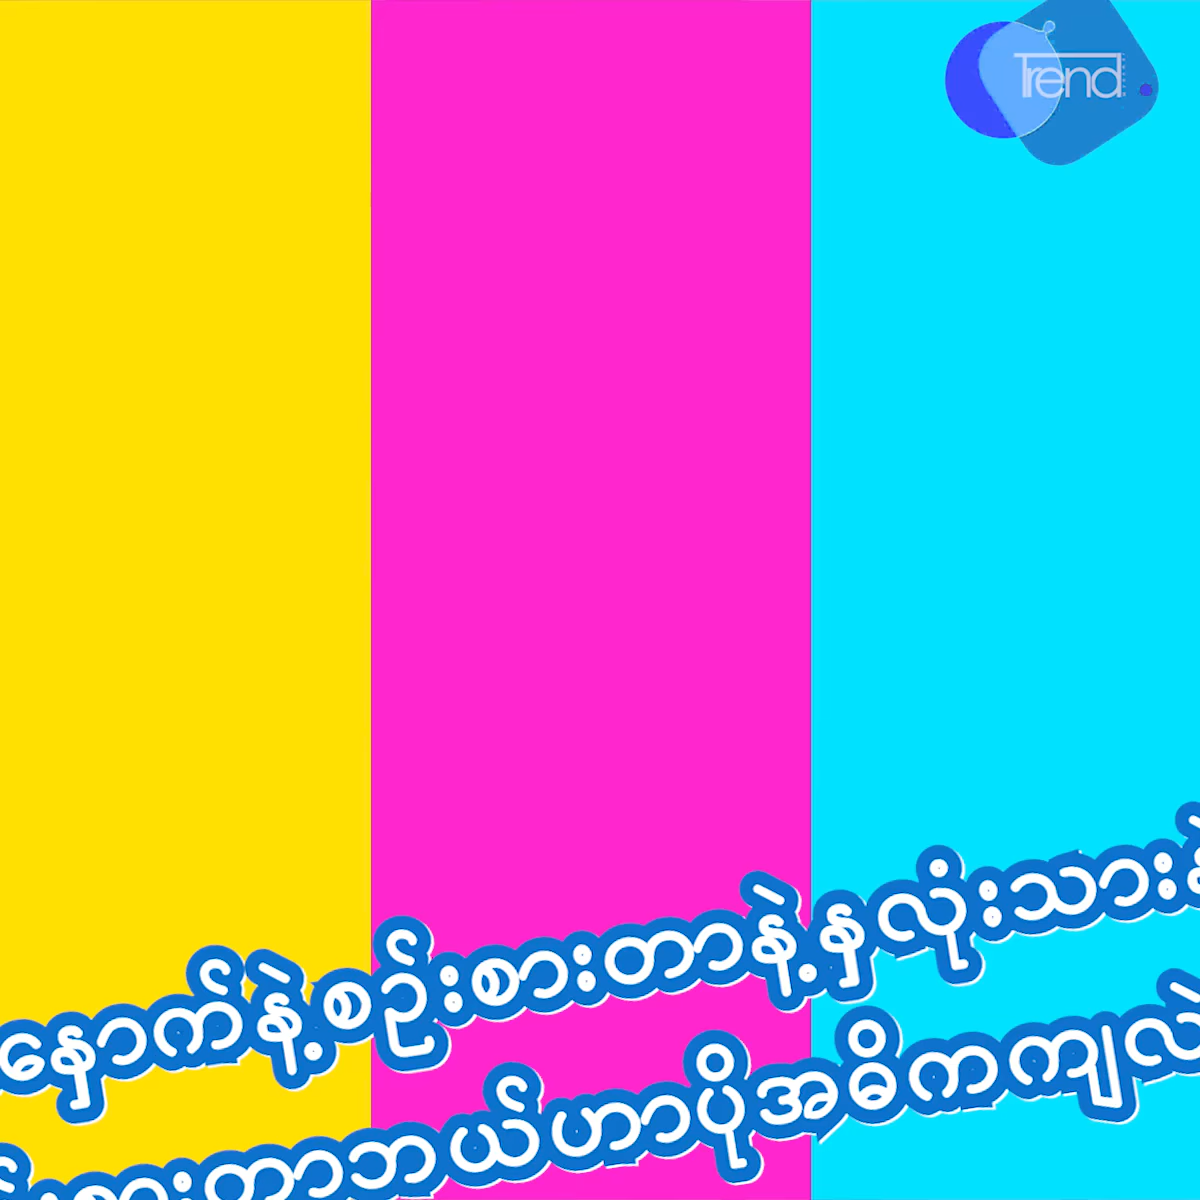 Trend
နှောက်နဲ့စဉ်းစားတာနဲ့နှလုံးသားနဲ့
စားတာဘယ်ဟာပိုအဓိကကျလဲ